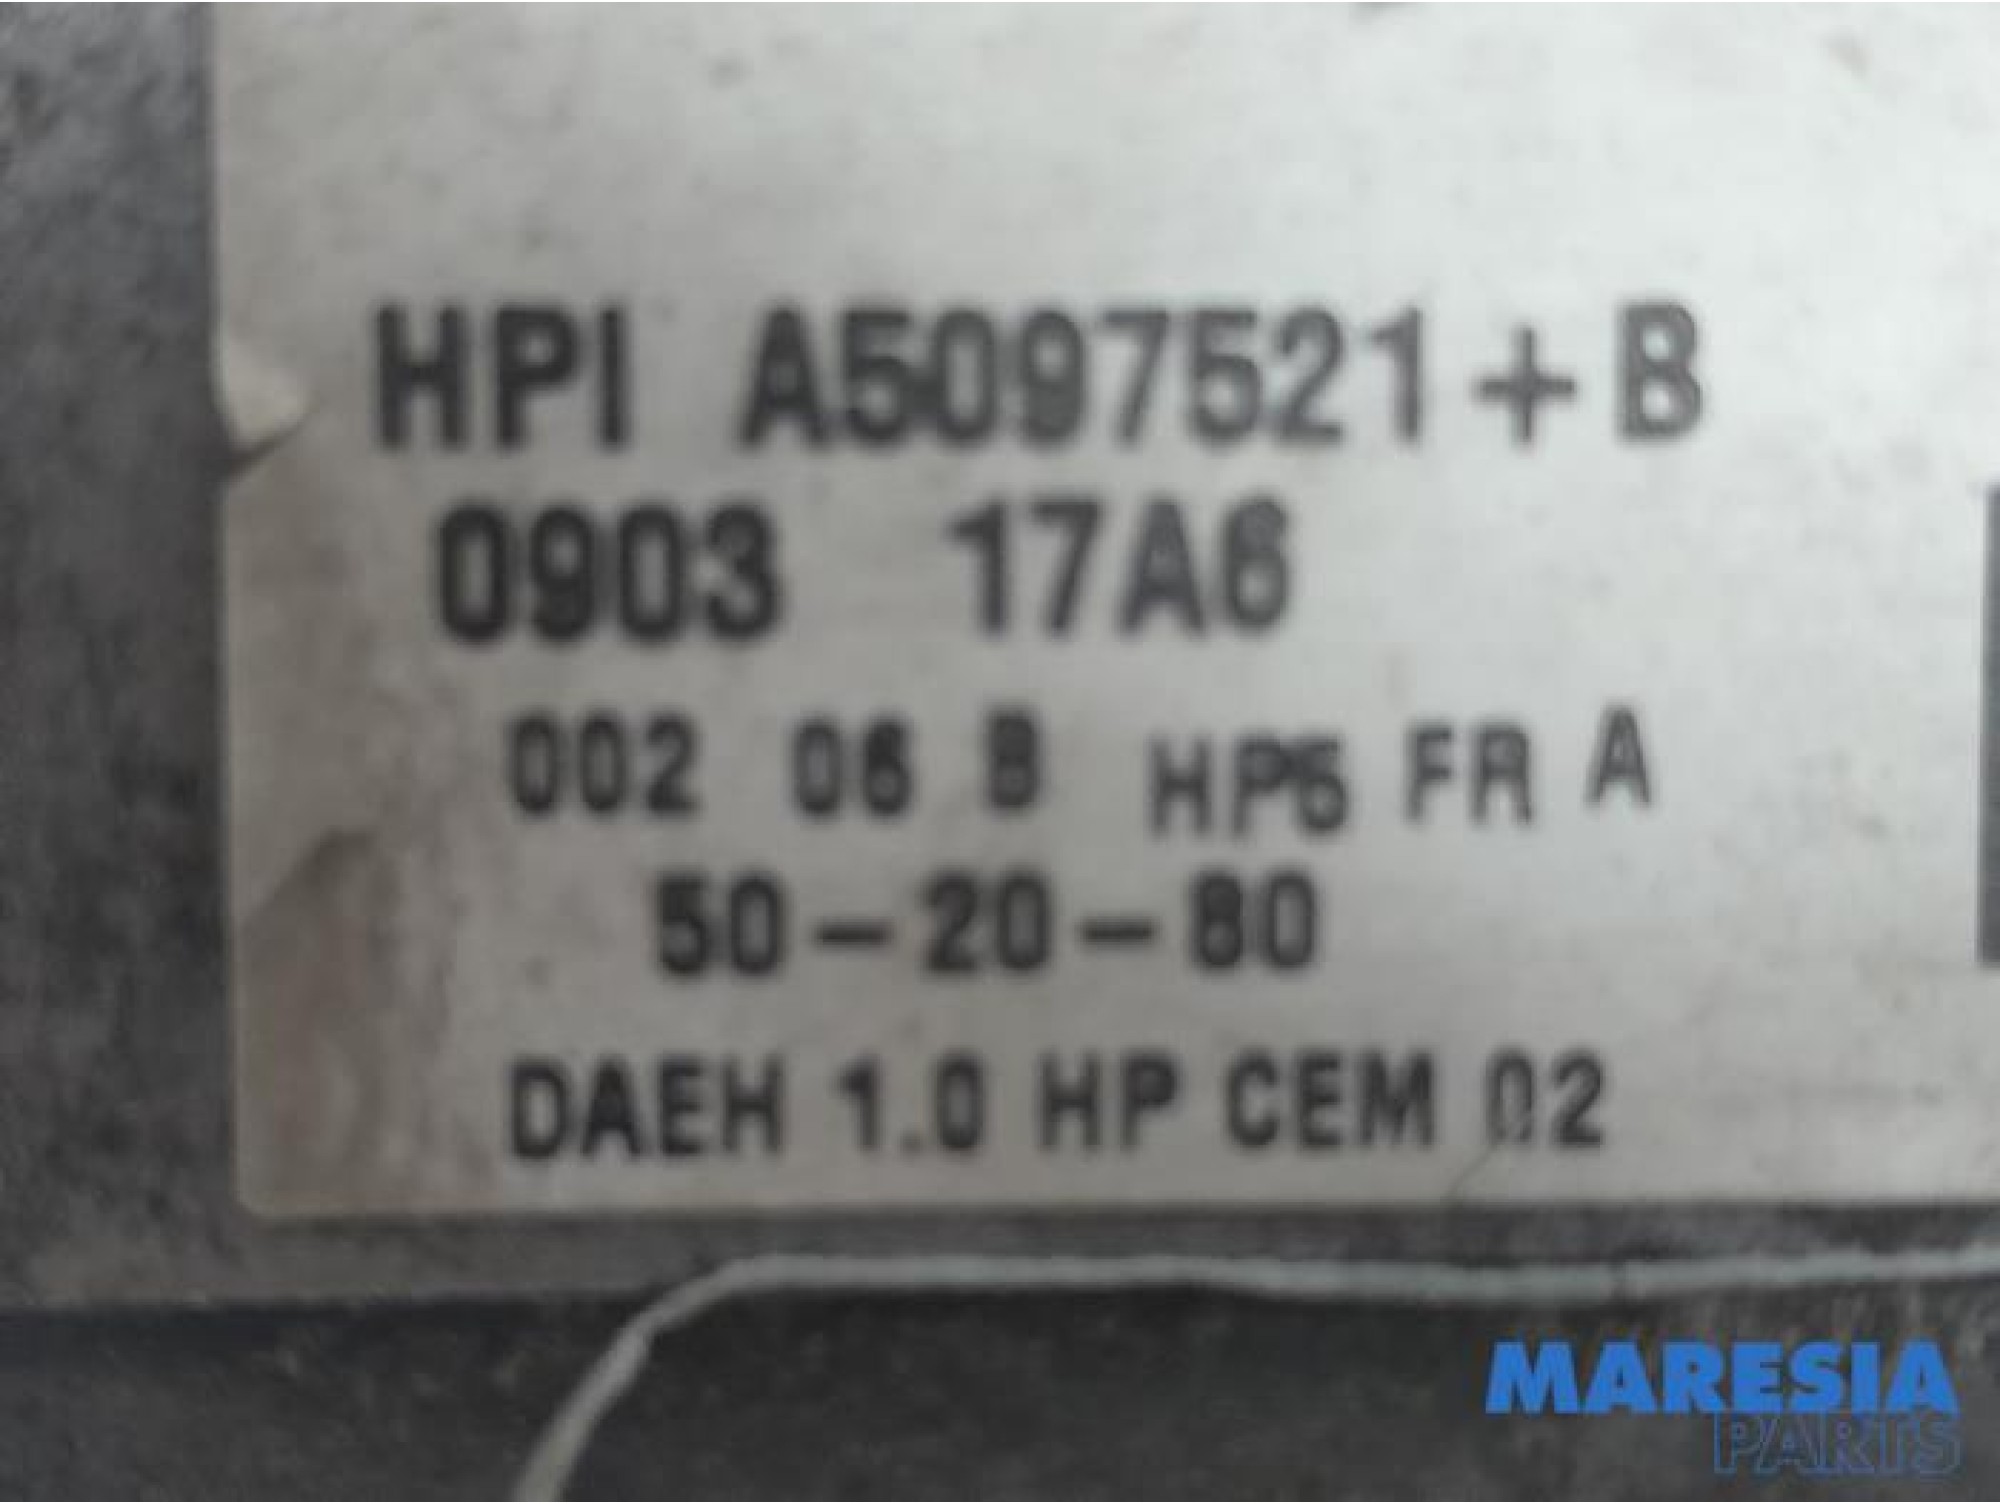 HPI A5097521+B
0903 17A6
002 06 B HP5 FR A
50-20-80
DAEH 1.0 HP CEM 02
MARESIA
PARTS